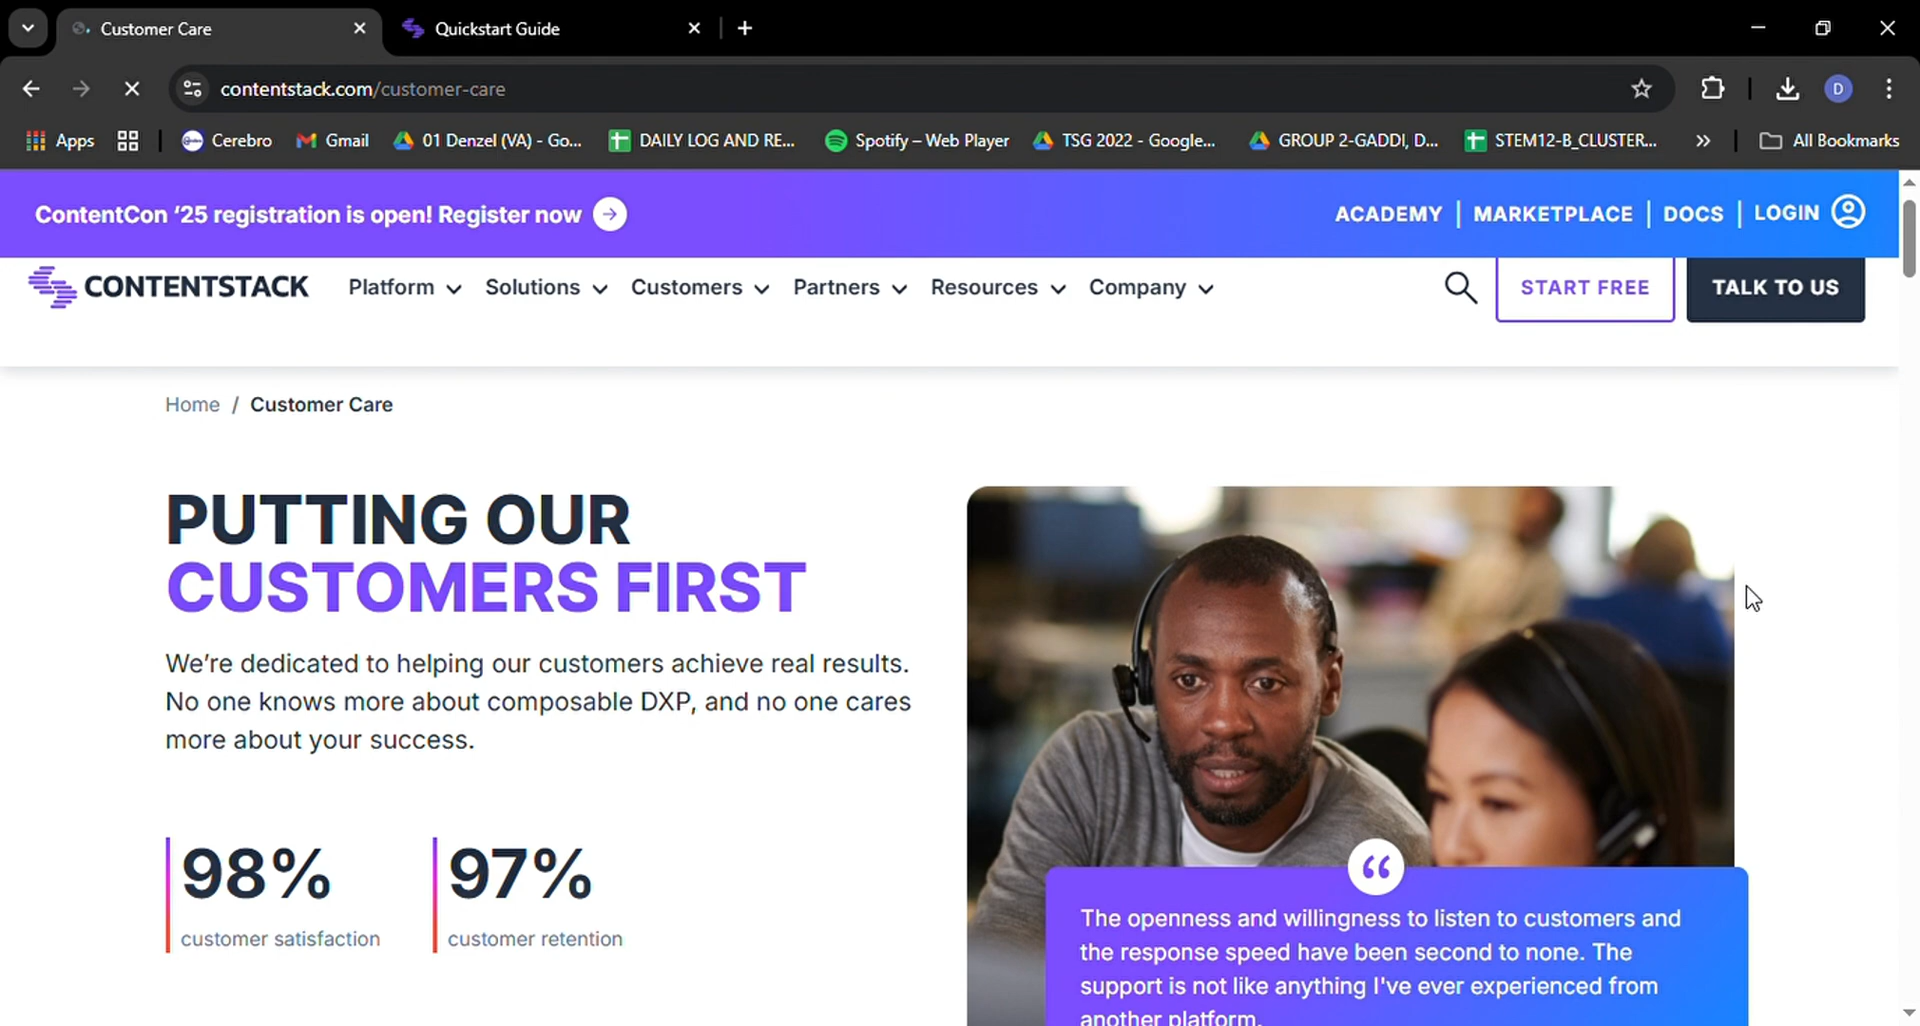 Customer Care
Quickstart Guide
contentstack.com/customer-care
D
Apps
Cerebro
Gmail
01 Denzel (VA) - Go...
DAILY LOG AND RE...
Spotify – Web Player
TSG 2022 - Google...
GROUP 2-GADDI, D...
STEM12-B_CLUSTER...
»
All Bookmarks
ContentCon ‘25 registration is open! Register now
ACADEMY | MARKETPLACE | DOCS | LOGIN
CONTENTSTACK
Platform
Solutions
Customers
Partners
Resources
Company
START FREE
TALK TO US
Home / Customer Care
PUTTING OUR
CUSTOMERS FIRST
We’re dedicated to helping our customers achieve real results.
No one knows more about composable DXP, and no one cares
more about your success.
98%
customer satisfaction
97%
customer retention
“
The openness and willingness to listen to customers and
the response speed have been second to none. The
support is not like anything I've ever experienced from
another platform.